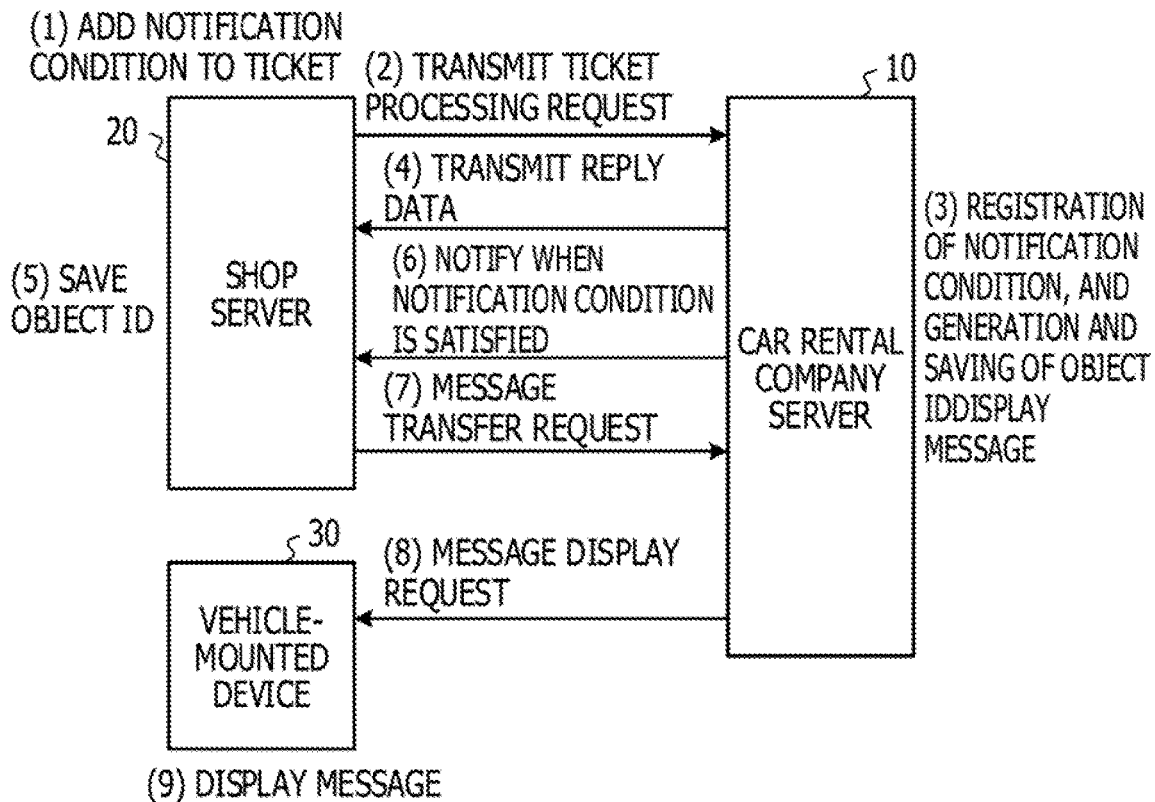 (1) ADD NOTIFICATION
CONDITION TO TICKET
(2) TRANSMIT TICKET
PROCESSING REQUEST
10
20
(4) TRANSMIT REPLY
DATA
(3) REGISTRATION
OF NOTIFICATION
CONDITION, AND
GENERATION AND
SAVING OF OBJECT
IDDISPLAY
MESSAGE
(5) SAVE
OBJECT ID
SHOP
SERVER
(6) NOTIFY WHEN
NOTIFICATION CONDITION
IS SATISFIED
CAR RENTAL
COMPANY
SERVER
(7) MESSAGE
TRANSFER REQUEST
30
(8) MESSAGE DISPLAY
REQUEST
VEHICLE-
MOUNTED
DEVICE
(9) DISPLAY MESSAGE